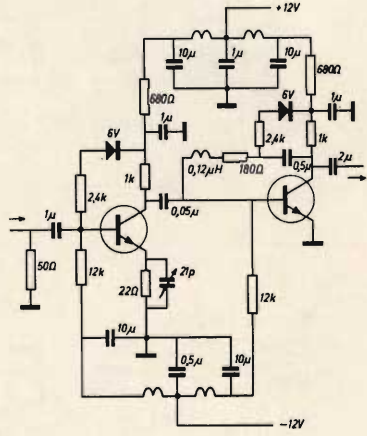 +12V
10μ
1μ
10μ
680Ω
680Ω
6V
1μ
6V
1μ
2,4k
1k
2,4k
1k
0,12μH
180Ω
0,5μ
2μ
1μ
0,05μ
50Ω
12k
22Ω
21p
12k
10μ
0,5μ
10μ
−12V